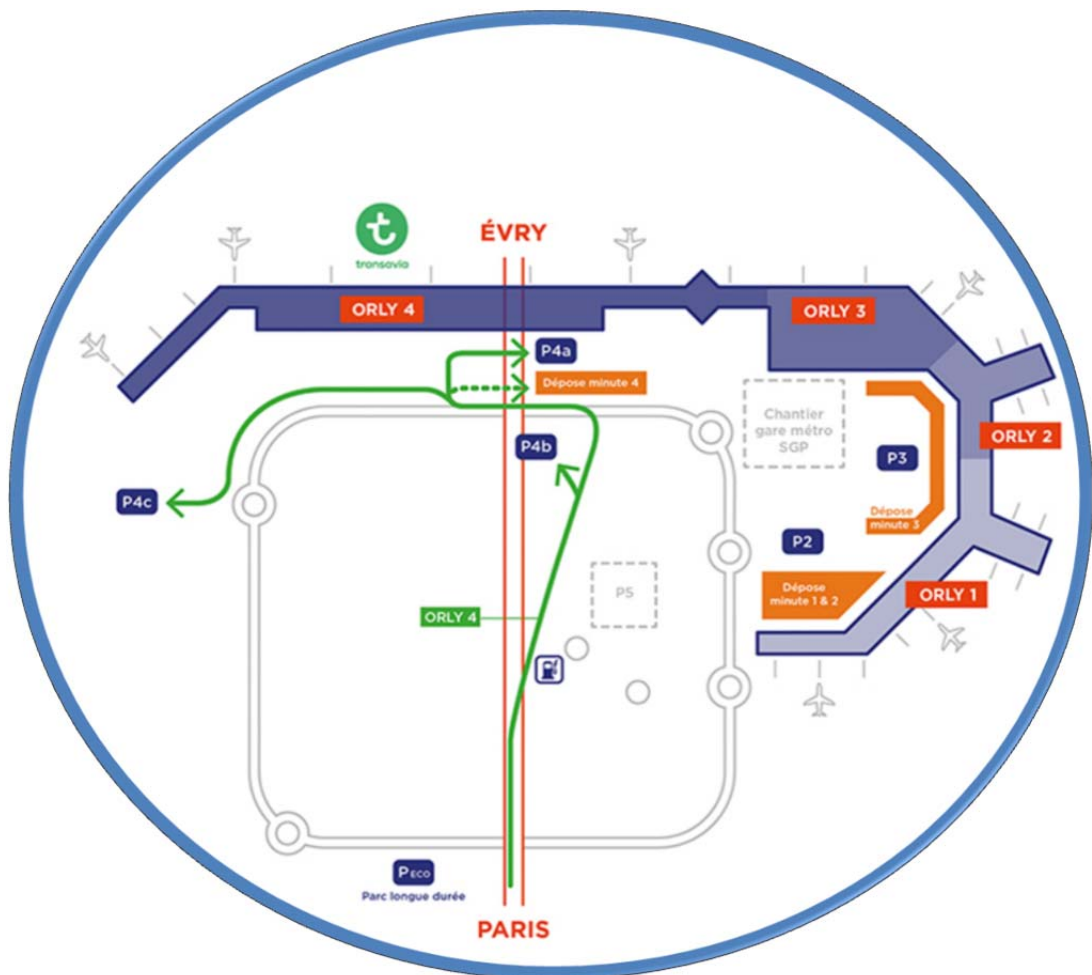 transavia
ÉVRY
ORLY 4
ORLY 3
P4a
Dépose minute 4
Chantier
gare métro
SGP
ORLY 2
P4b
P3
P4c
Dépose
minute 3
P2
P5
Dépose
minute 1 & 2
ORLY 1
ORLY 4
PECO
Parc longue durée
PARIS